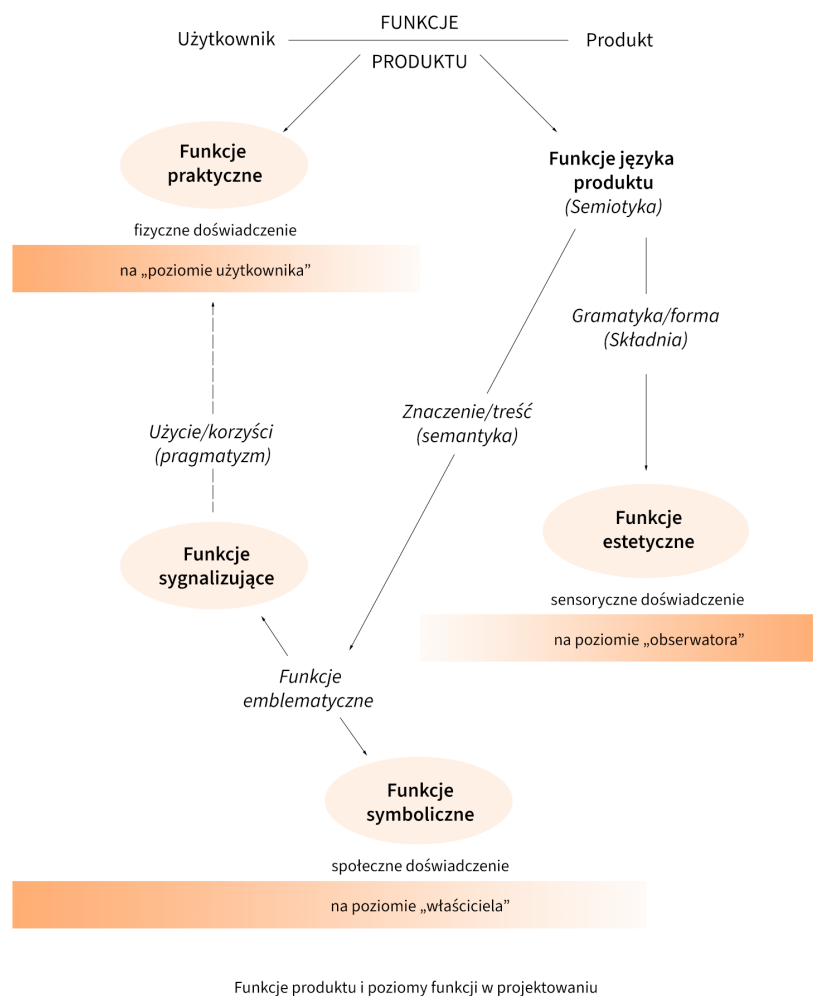 FUNKCJE
Użytkownik
Produkt
PRODUKTU
Funkcje
praktyczne
Funkcje języka
produktu
(Semiotyka)
fizyczne doświadczenie
na „poziomie użytkownika”
Gramatyka/forma
(Składnia)
Znaczenie/treść
(semantyka)
Użycie/korzyści
(pragmatyzm)
Funkcje
estetyczne
Funkcje
sygnalizujące
sensoryczne doświadczenie
na poziomie „obserwatora”
Funkcje
emblematyczne
Funkcje
symboliczne
społeczne doświadczenie
na poziomie „właściciela”
Funkcje produktu i poziomy funkcji w projektowaniu